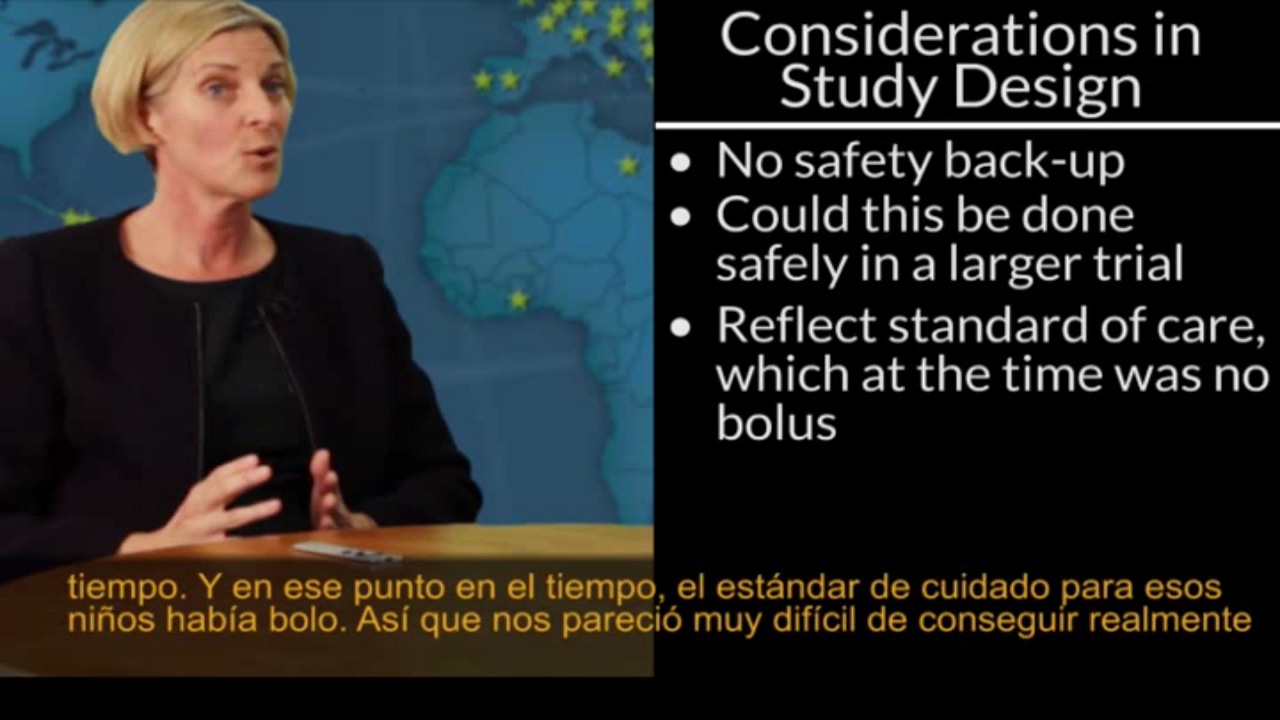 Considerations in
Study Design
• No safety back-up
• Could this be done
safely in a larger trial
• Reflect standard of care,
which at the time was no
bolus
tiempo. Y en ese punto en el tiempo, el estándar de cuidado para esos
niños había bolo. Así que nos pareció muy difícil de conseguir realmente